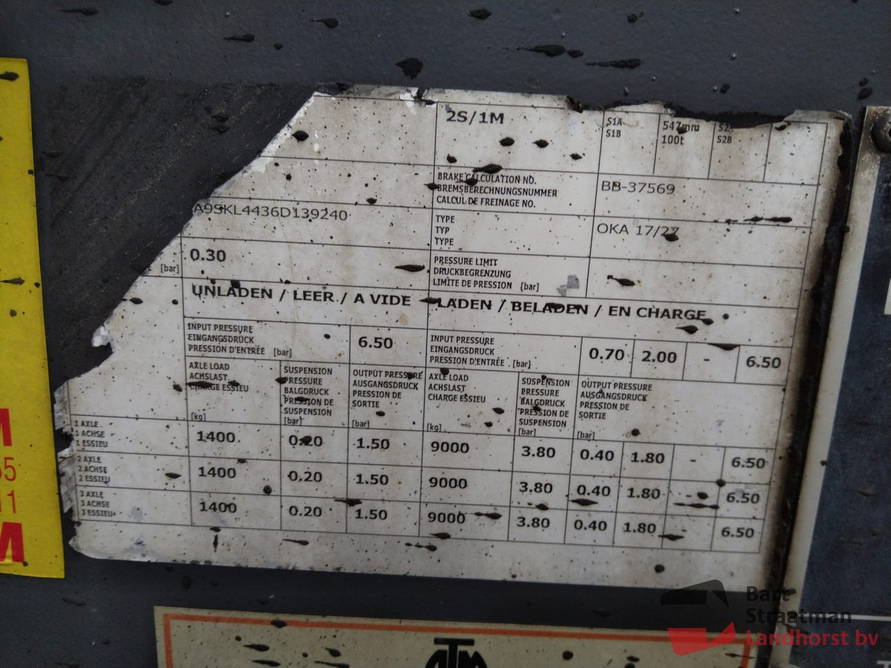 2S/1M
S1A 547mm
S1B 100t
S2B
BRAKE CALCULATION NO.
BREMSBERECHNUNGSNUMMER
CALCUL DE FREINAGE NO.
BB-37569
A9SKL4436D139240
TYPE
TYP
TYPE
OKA 17/27
[bar] 0.30
PRESSURE LIMIT
DRUCKBEGRENZUNG
LIMITE DE PRESSION [bar]
UNLADEN / LEER / A VIDE
LADEN / BELADEN / EN CHARGE
INPUT PRESSURE
EINGANGSDRUCK
PRESSION D'ENTRÉE [bar]
6.50
INPUT PRESSURE
EINGANGSDRUCK
PRESSION D'ENTRÉE [bar]
0.70 2.00 - 6.50
AXLE LOAD
ACHSLAST
CHARGE ESSIEU
[kg]
SUSPENSION
PRESSURE
BALGDRUCK
PRESSION DE
SUSPENSION
[bar]
OUTPUT PRESSURE
AUSGANGSDRUCK
PRESSION DE
SORTIE
[bar]
AXLE LOAD
ACHSLAST
CHARGE ESSIEU
[kg]
SUSPENSION
PRESSURE
BALGDRUCK
PRESSION DE
SUSPENSION
[bar]
OUTPUT PRESSURE
AUSGANGSDRUCK
PRESSION DE
SORTIE
[bar]
1 AXLE
1 ACHSE
1 ESSIEU
1400 0.20 1.50 9000 3.80 0.40 1.80 - 6.50
2 AXLE
2 ACHSE
2 ESSIEU
1400 0.20 1.50 9000 3.80 0.40 1.80 - 6.50
3 AXLE
3 ACHSE
3 ESSIEU
1400 0.20 1.50 9000 3.80 0.40 1.80 - 6.50
M
55
11
M
ATM
Bart
Straatman
Landhorst bv